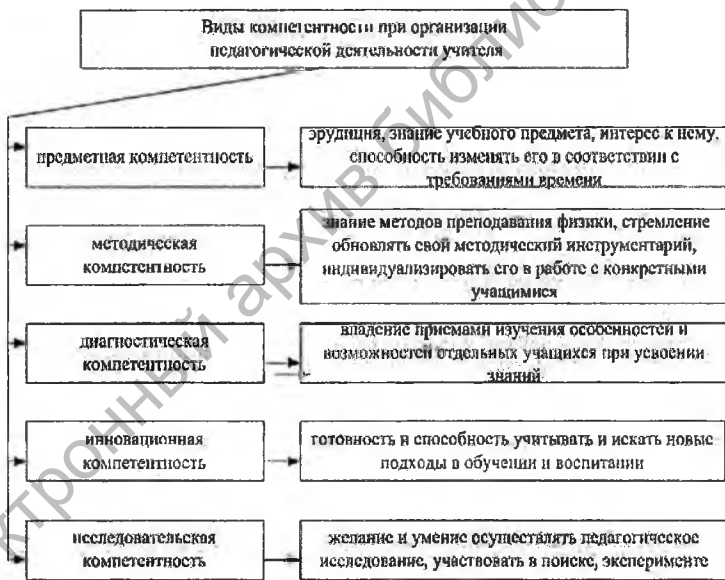 Виды компетентности при организации
педагогической деятельности учителя
предметная компетентность
эрудиция, знание учебного предмета, интерес к нему,
способность изменять его в соответствии с
требованиями времени
методическая
компетентность
знание методов преподавания физики, стремление
обновлять свой методический инструментарий,
индивидуализировать его в работе с конкретными
учащимися
диагностическая
компетентность
владение приемами изучения особенностей и
возможностей отдельных учащихся при усвоении
знаний
инновационная
компетентность
готовность и способность учитывать и искать новые
подходы в обучении и воспитании
исследовательская
компетентность
желание и умение осуществлять педагогическое
исследование, участвовать в поиске, эксперименте
ктронный архив библио